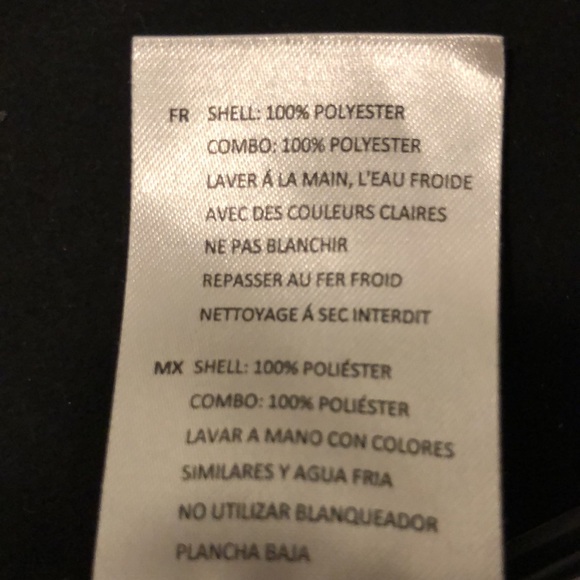 FR SHELL: 100% POLYESTER
COMBO: 100% POLYESTER
LAVER Á LA MAIN, L'EAU FROIDE
AVEC DES COULEURS CLAIRES
NE PAS BLANCHIR
REPASSER AU FER FROID
NETTOYAGE Á SEC INTERDIT
MX SHELL: 100% POLIÉSTER
COMBO: 100% POLIÉSTER
LAVAR A MANO CON COLORES
SIMILARES Y AGUA FRIA
NO UTILIZAR BLANQUEADOR
PLANCHA BAJA